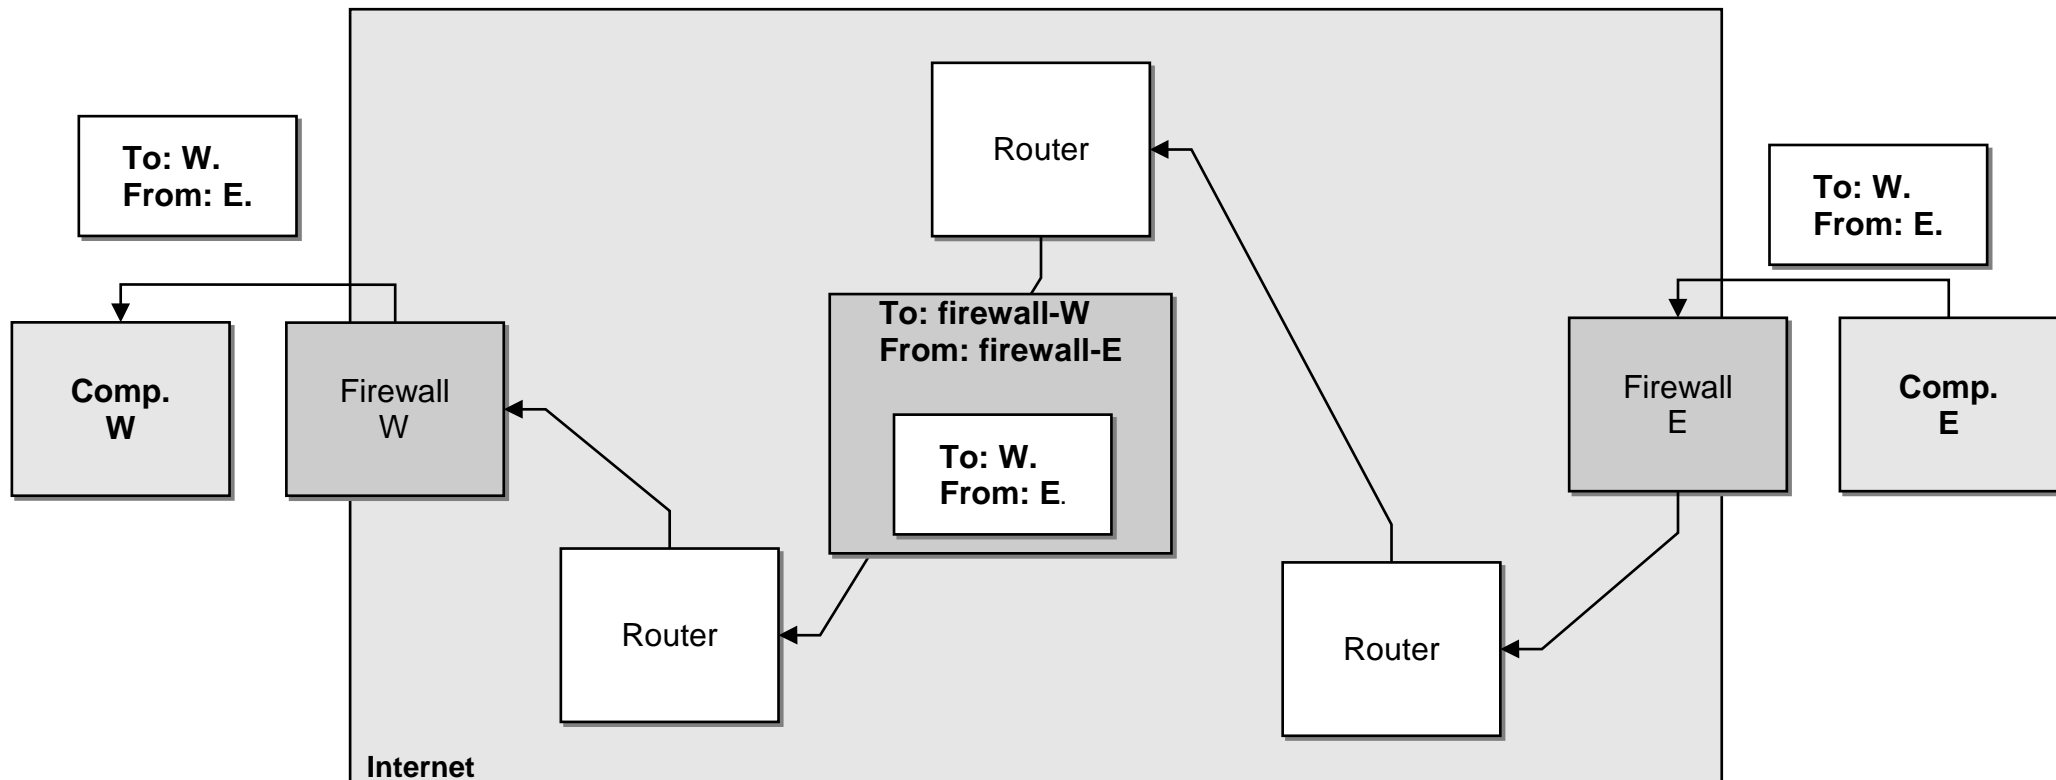 Router
To: W.
From: E.
To: W.
From: E.
To: firewall-W
From: firewall-E
Comp.
W
Firewall
W
Firewall
E
Comp.
E
To: W.
From: E.
Router
Router
Internet